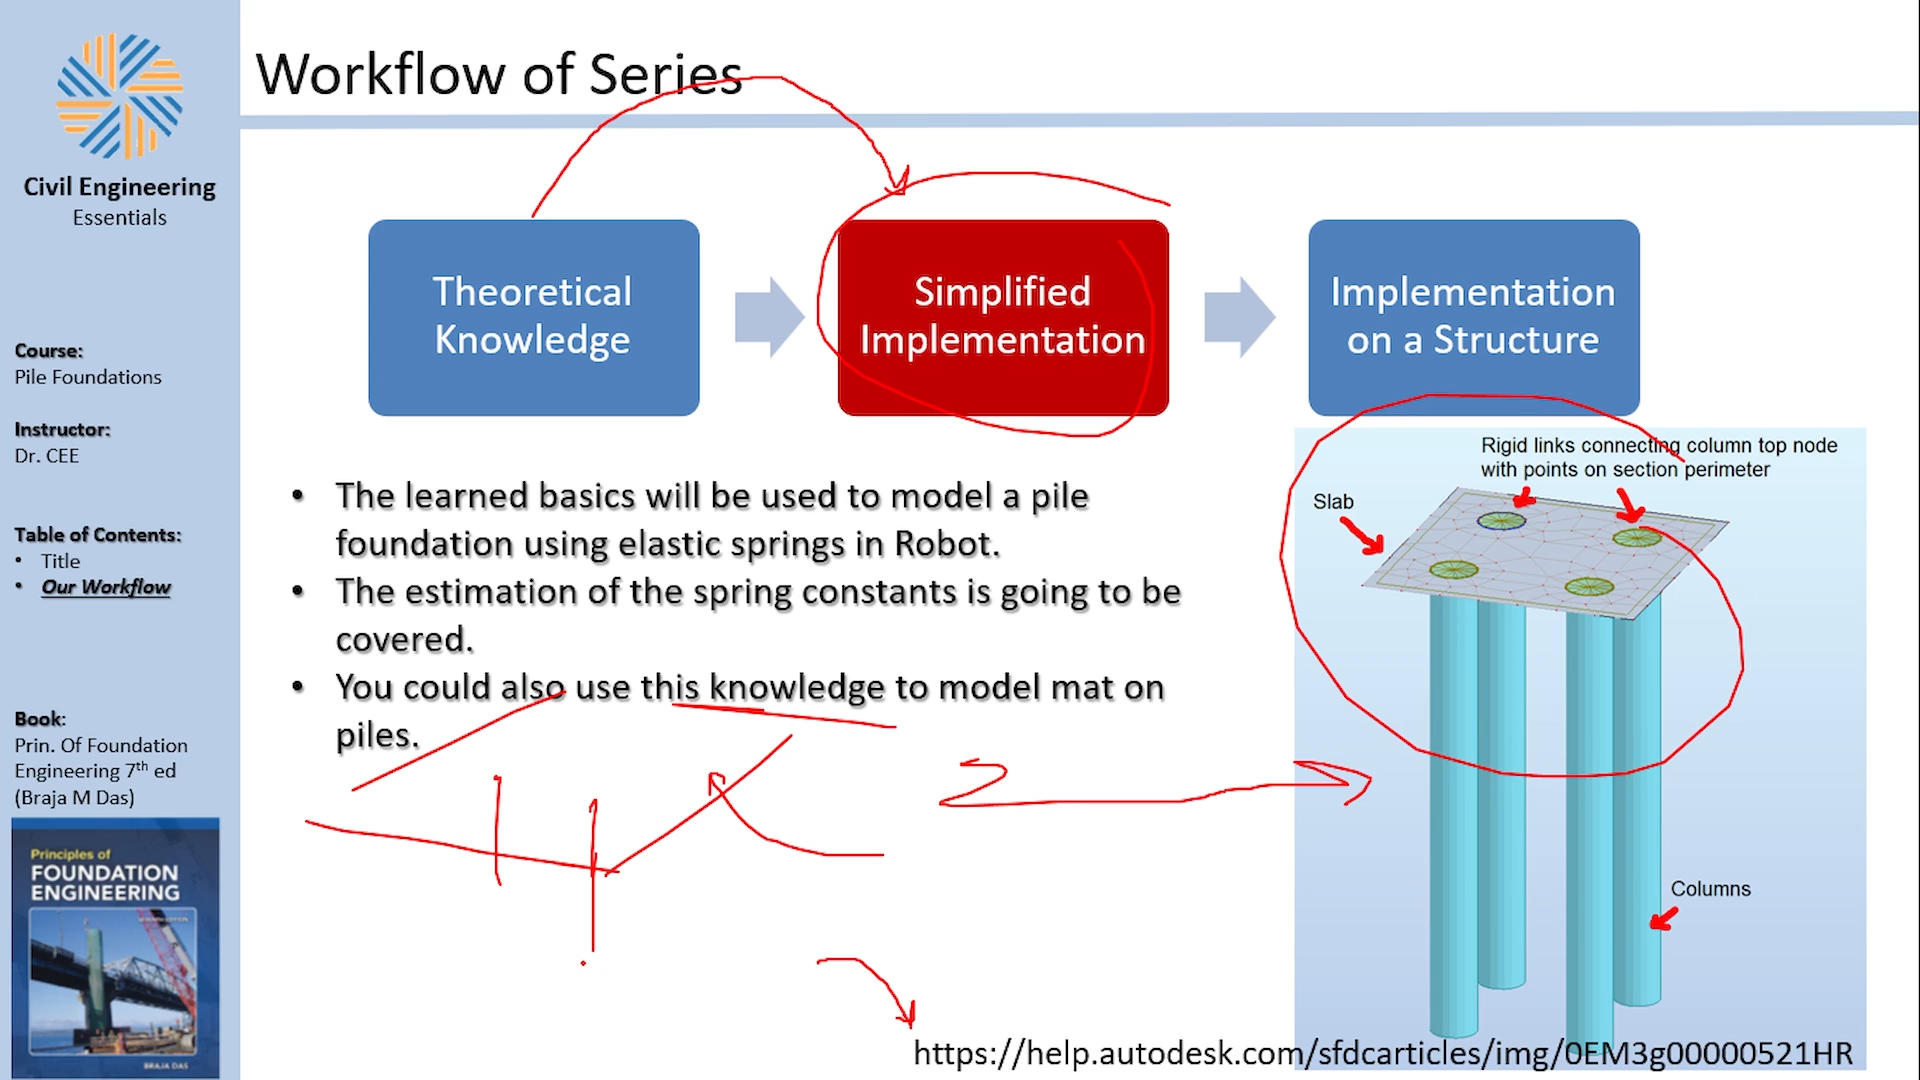 Workflow of Series
Civil Engineering
Essentials
Course:
Pile Foundations
Instructor:
Dr. CEE
Table of Contents:
• Title
• Our Workflow
Book:
Prin. Of Foundation
Engineering 7th ed
(Braja M Das)
Principles of
FOUNDATION
ENGINEERING
BRAJA DAS
Theoretical
Knowledge
Simplified
Implementation
Implementation
on a Structure
• The learned basics will be used to model a pile
foundation using elastic springs in Robot.
• The estimation of the spring constants is going to be
covered.
• You could also use this knowledge to model mat on
piles.
Rigid links connecting column top node
with points on section perimeter
Slab
Columns
https://help.autodesk.com/sfdcarticles/img/0EM3g00000521HR